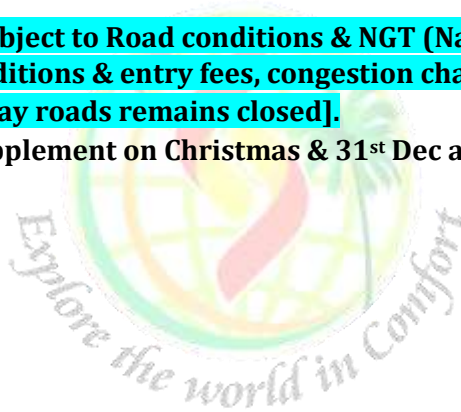 bject to Road conditions & NGT (Na
ditions & entry fees, congestion cha
ay roads remains closed].
pplement on Christmas & 31st Dec a
Explore the world in Comfort